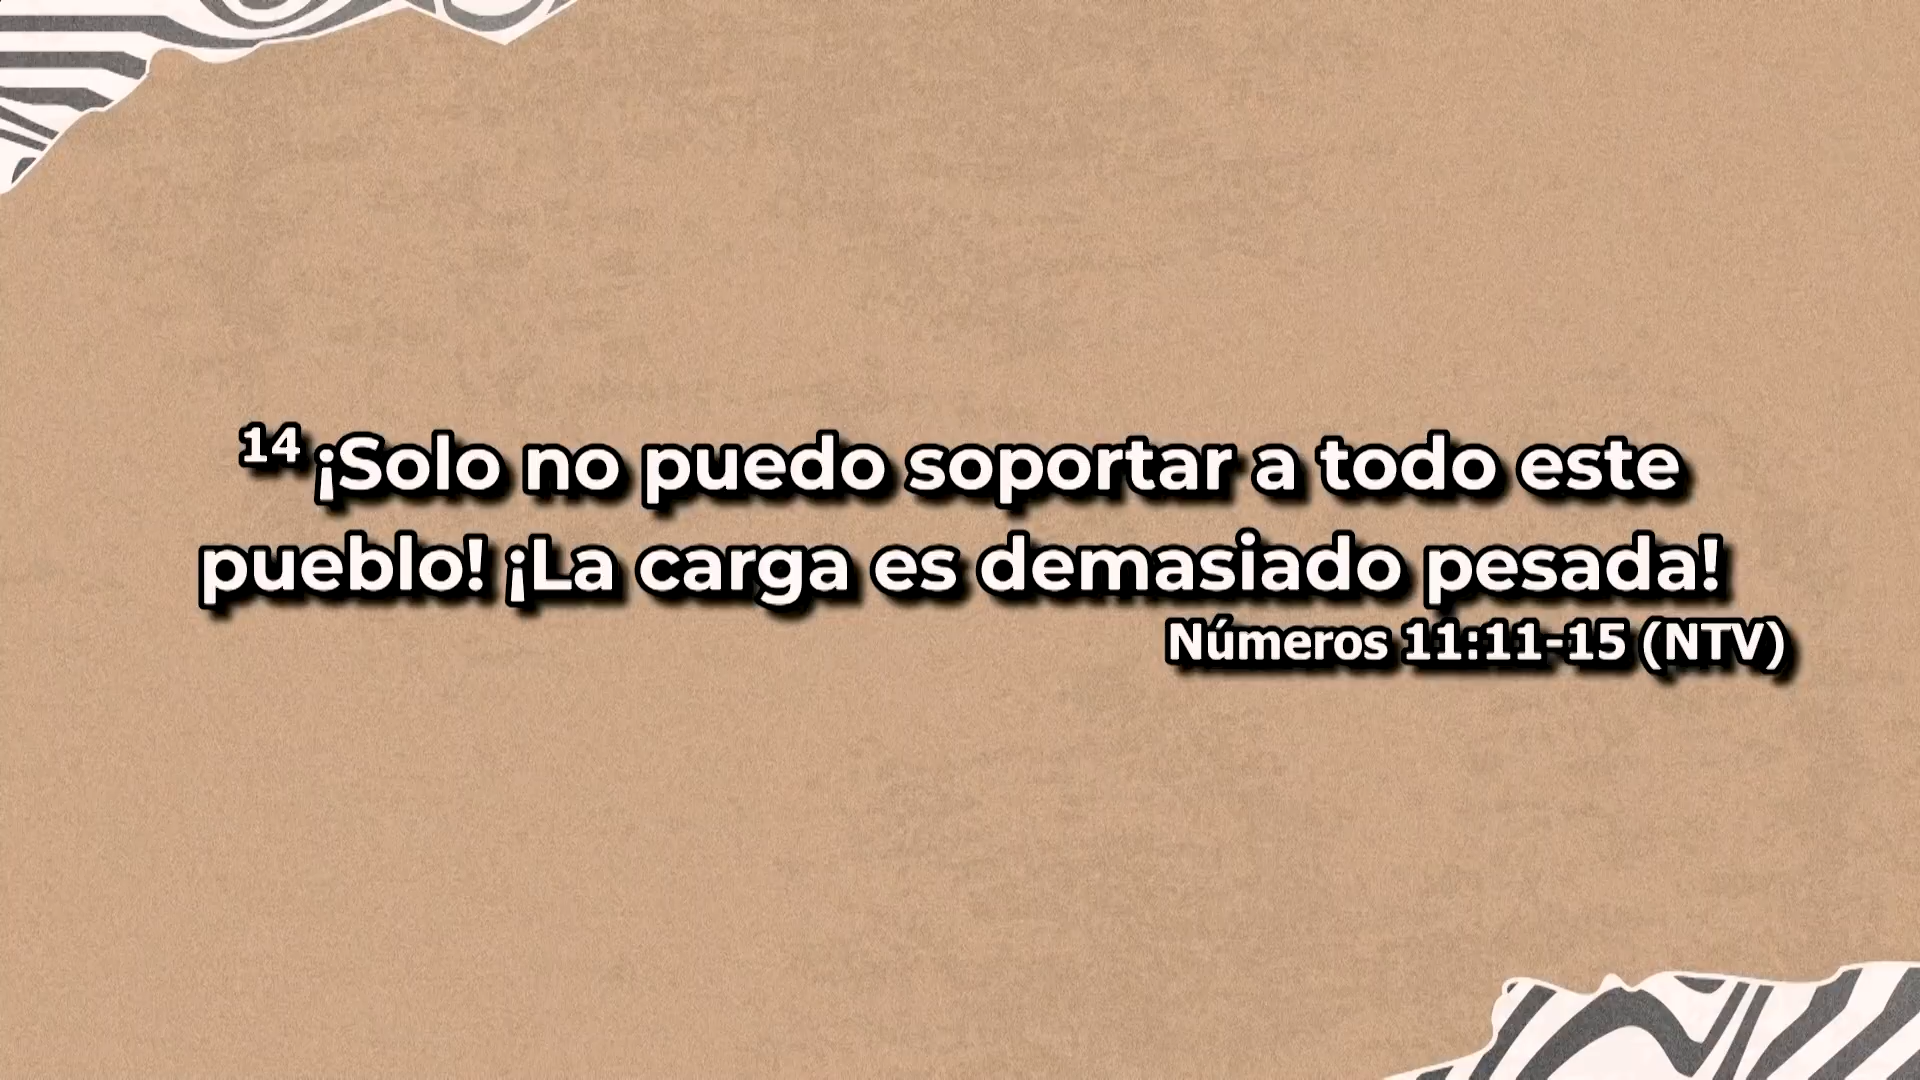 14 ¡Solo no puedo soportar a todo este
pueblo! ¡La carga es demasiado pesada!
Números 11:11-15 (NTV)